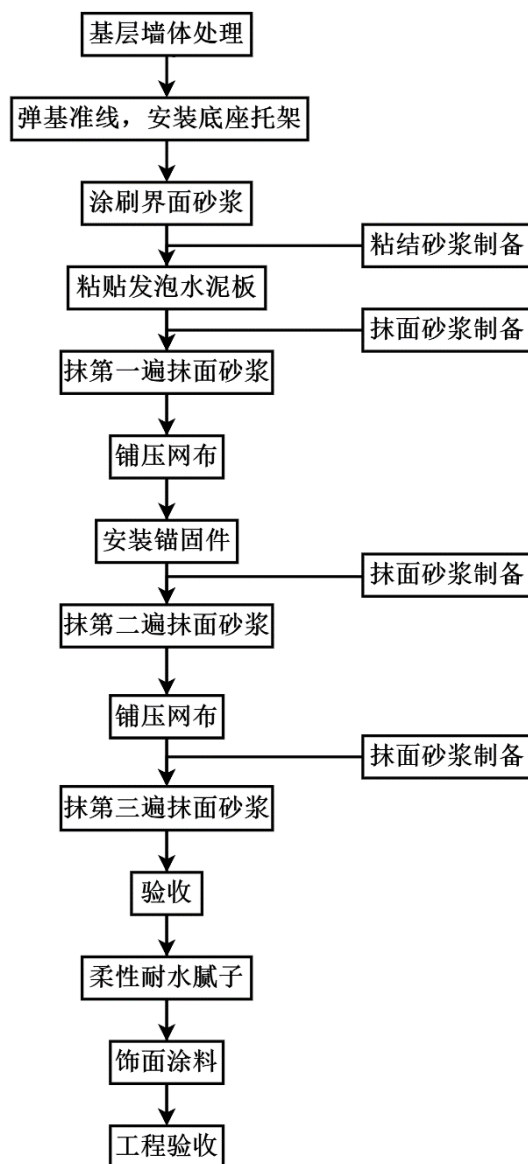 基层墙体处理
弹基准线，安装底座托架
涂刷界面砂浆
粘结砂浆制备
粘贴发泡水泥板
抹面砂浆制备
抹第一遍抹面砂浆
铺压网布
安装锚固件
抹面砂浆制备
抹第二遍抹面砂浆
铺压网布
抹面砂浆制备
抹第三遍抹面砂浆
验收
柔性耐水腻子
饰面涂料
工程验收